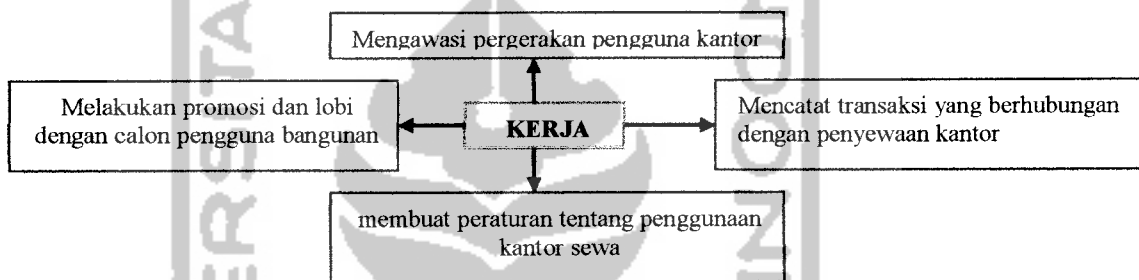 Mengawasi pergerakan pengguna kantor
Melakukan promosi dan lobi
dengan calon pengguna bangunan
KERJA
Mencatat transaksi yang berhubungan
dengan penyewaan kantor
membuat peraturan tentang penggunaan
kantor sewa